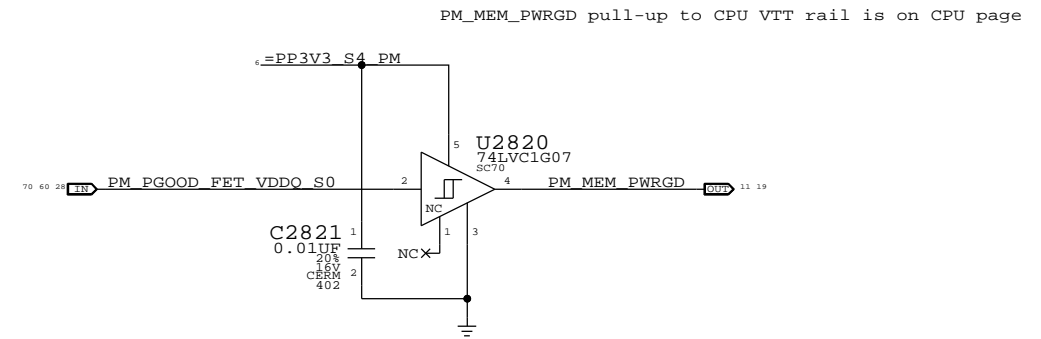 PM_MEM_PWRGD pull-up to CPU VTT rail is on CPU page
6 =PP3V3_S4_PM
5
U2820
74LVC1G07
SC70
70 60 28 IN PM_PGOOD_FET_VDDQ_S0 2
4 PM_MEM_PWRGD OUT 11 19
NC
1 3
NC
C2821 1
0.01UF
20%
16V
CERM 2
402